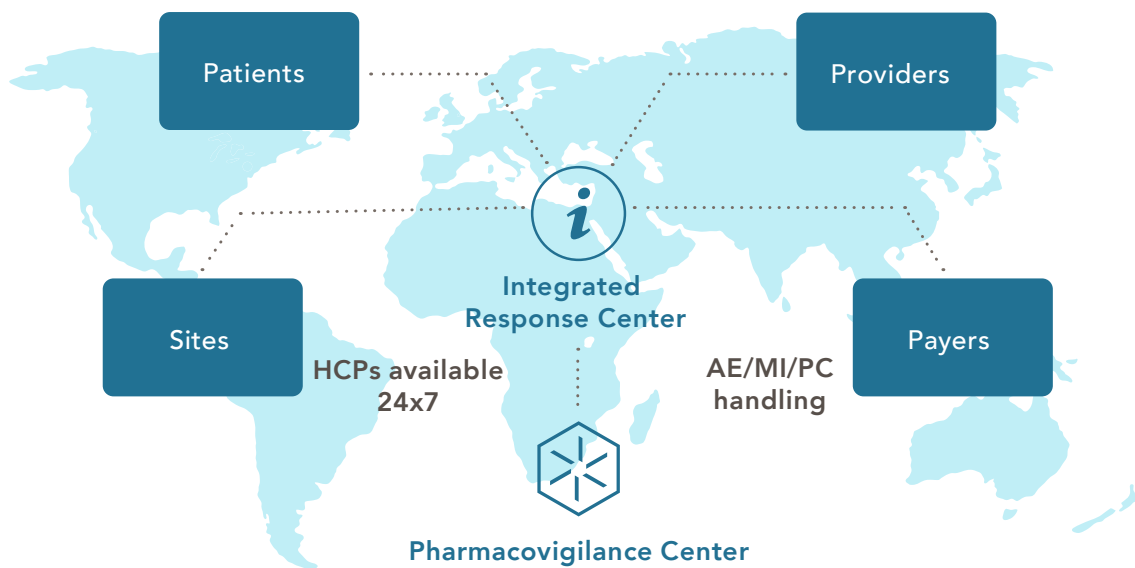 Patients
Providers
Integrated
Response Center
Sites
Payers
HCPs available
24x7
AE/MI/PC
handling
Pharmacovigilance Center